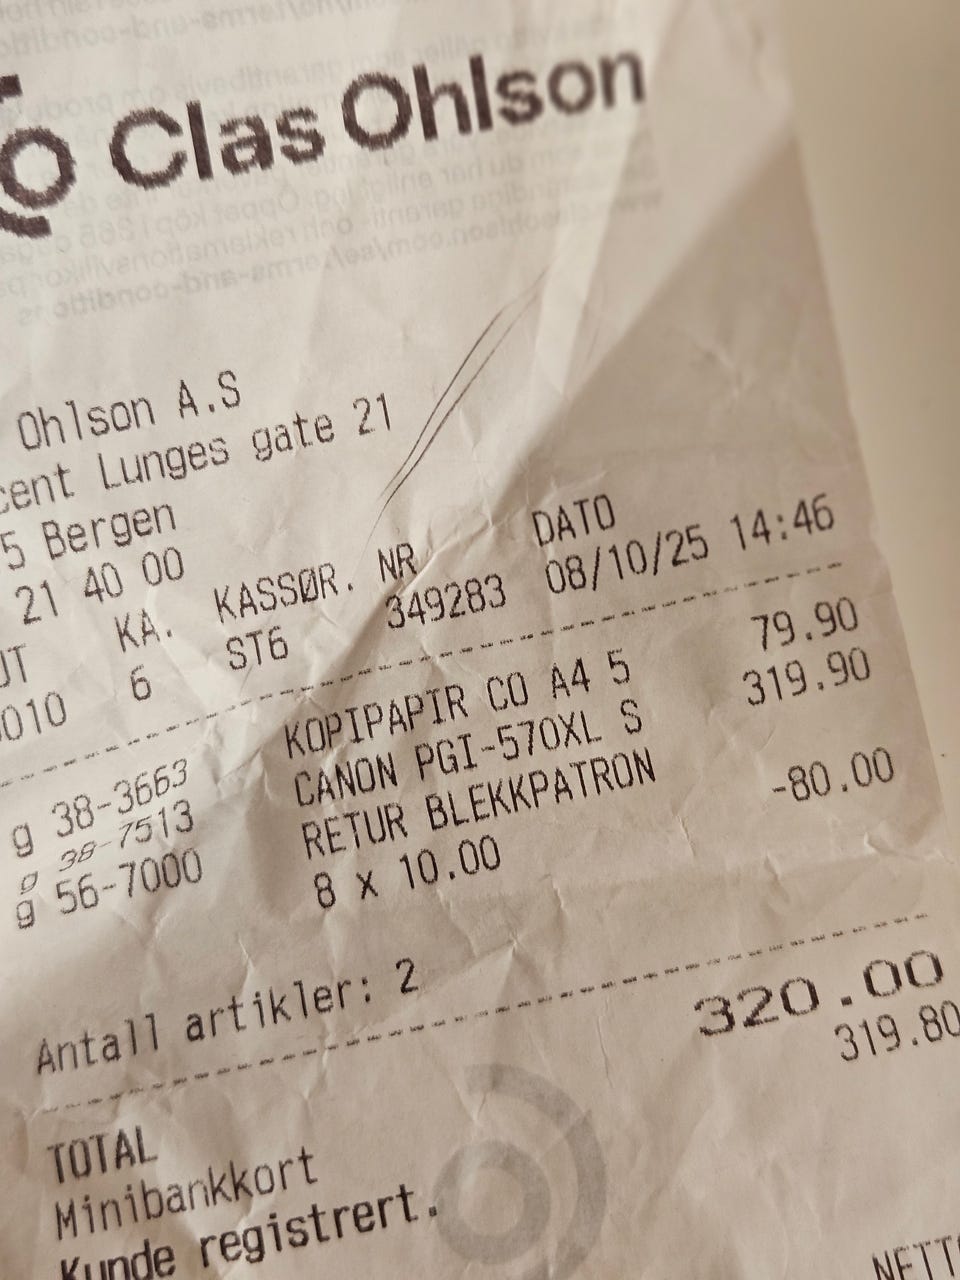 Clas Ohlson
Ohlson A.S
cent Lunges gate 21
5 Bergen
21 40 00
UT KA. KASSØR. NR DATO
010 6 ST6 349283 08/10/25 14:46
g 38-3663 KOPIPAPIR CO A4 5 79.90
g 38-7513 CANON PGI-570XL S 319.90
g 56-7000 RETUR BLEKKPATRON
8 x 10.00 -80.00
Antall artikler: 2
TOTAL 320.00
Minibankkort 319.80
Kunde registrert.
NETTO